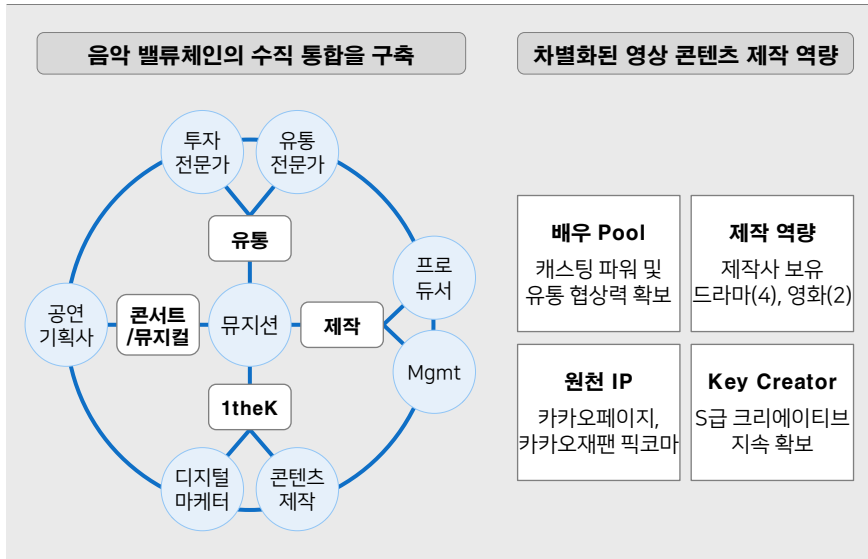 음악 밸류체인의 수직 통합을 구축
투자
전문가
유통
전문가
유통
프로
듀서
공연
기획사
콘서트
/뮤지컬
뮤지션
제작
Mgmt
1theK
디지털
마케터
콘텐츠
제작
차별화된 영상 콘텐츠 제작 역량
배우 Pool
캐스팅 파워 및
유통 협상력 확보
제작 역량
제작사 보유
드라마(4), 영화(2)
원천 IP
카카오페이지,
카카오재팬 픽코마
Key Creator
S급 크리에이티브
지속 확보